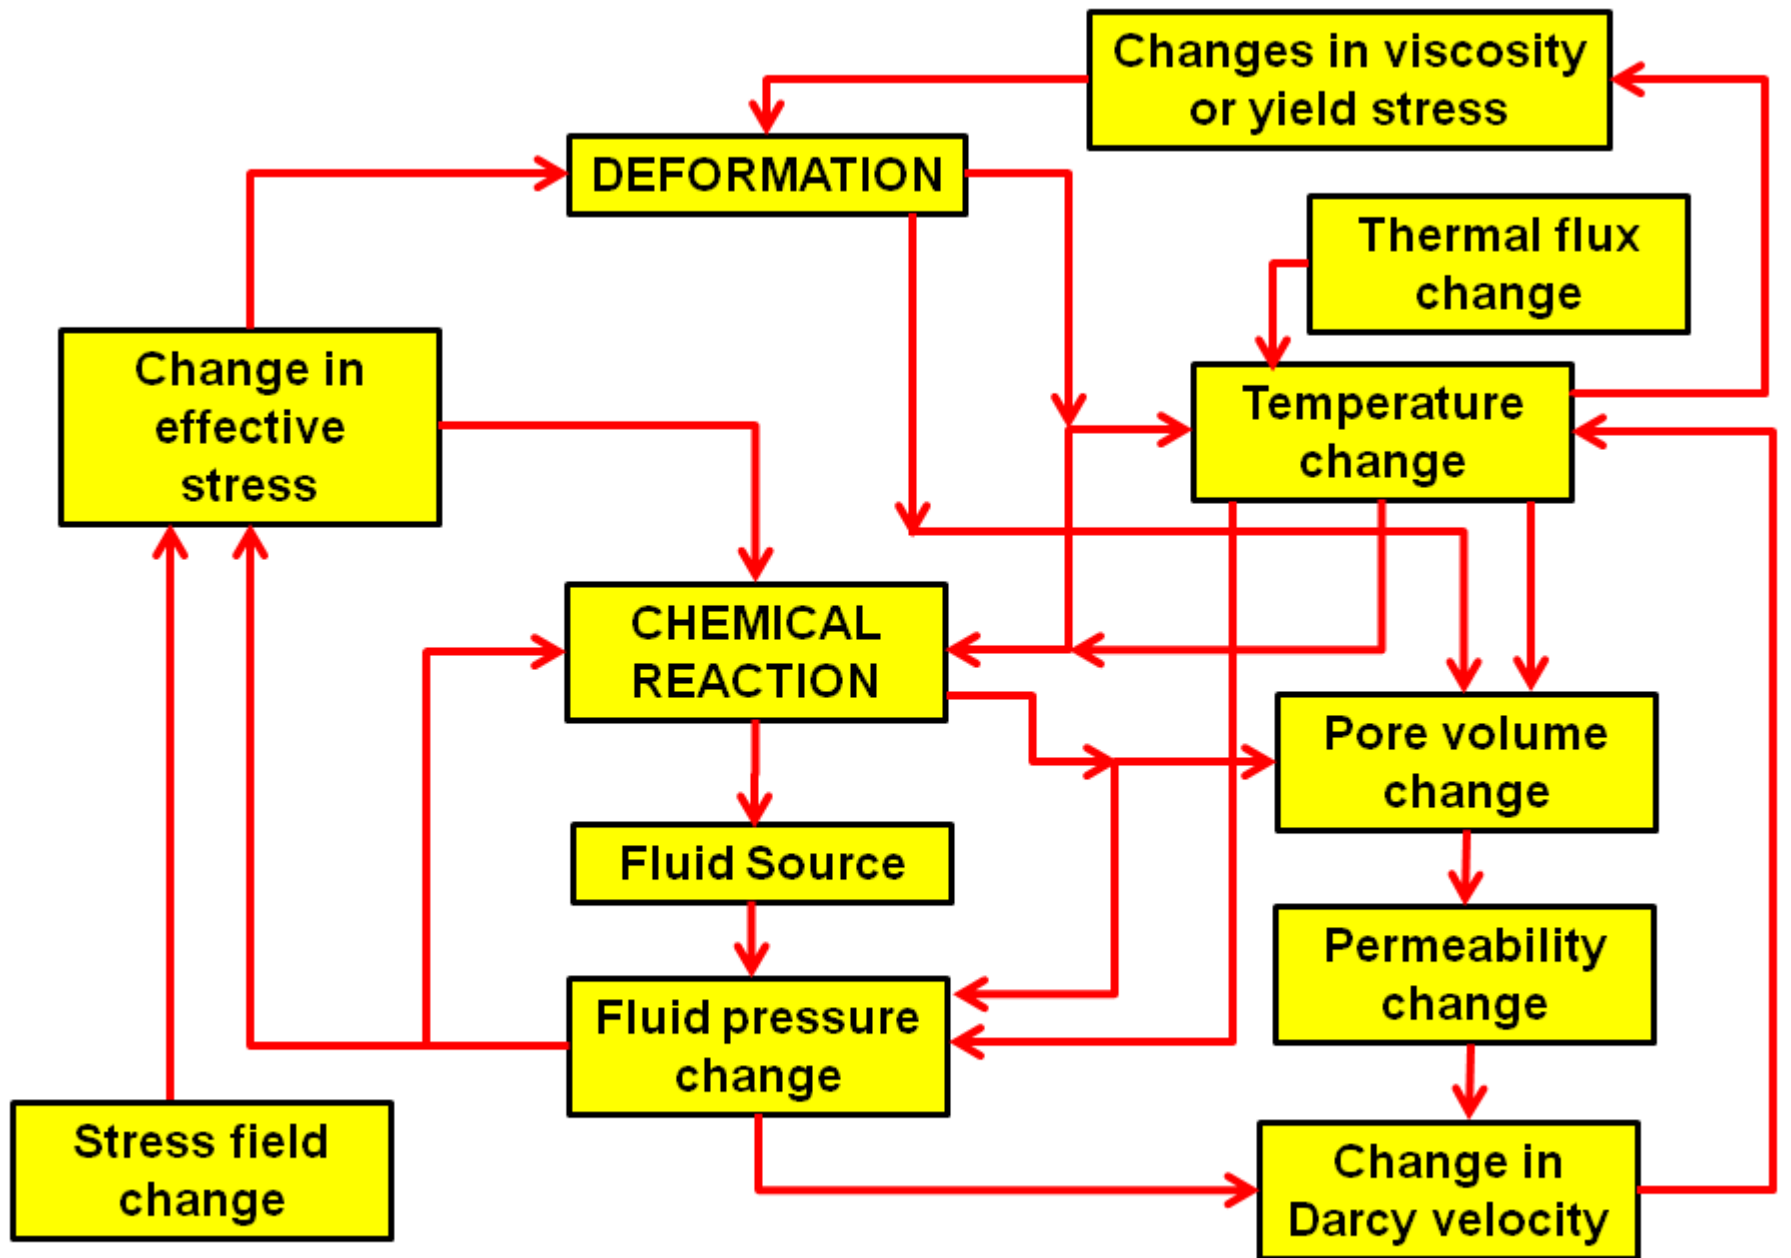 Changes in viscosity
or yield stress
DEFORMATION
Thermal flux
change
Change in
effective
stress
Temperature
change
CHEMICAL
REACTION
Pore volume
change
Fluid Source
Permeability
change
Fluid pressure
change
Stress field
change
Change in
Darcy velocity